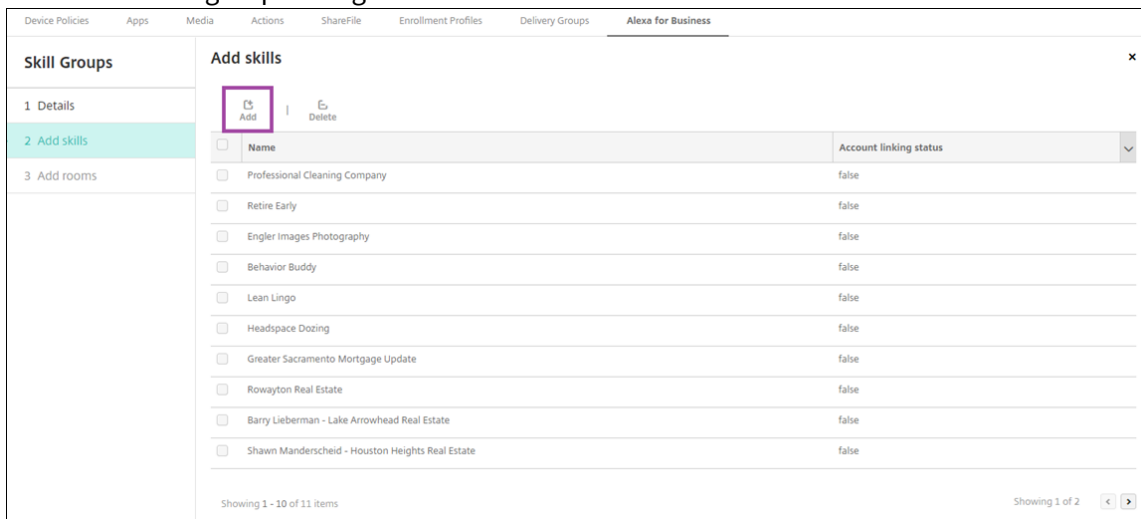 Device Policies Apps Media Actions ShareFile Enrollment Profiles Delivery Groups Alexa for Business
Skill Groups
1 Details
2 Add skills
3 Add rooms
Add skills ×
Add | Delete
Name Account linking status
Professional Cleaning Company false
Retire Early false
Engler Images Photography false
Behavior Buddy false
Lean Lingo false
Headspace Dozing false
Greater Sacramento Mortgage Update false
Rowayton Real Estate false
Barry Lieberman - Lake Arrowhead Real Estate false
Shawn Manderscheid - Houston Heights Real Estate false
Showing 1 - 10 of 11 items Showing 1 of 2 < >